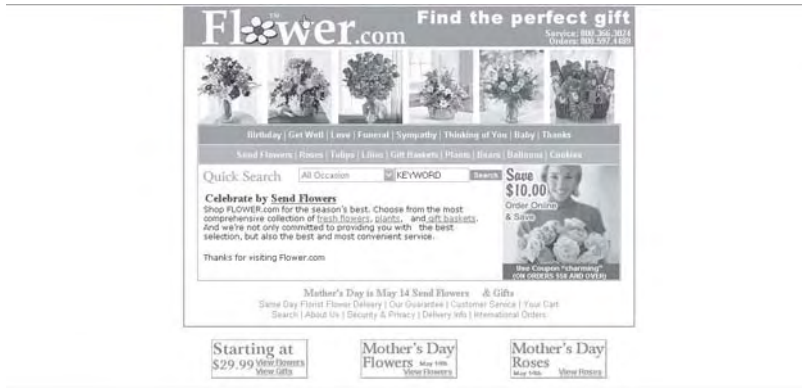 Flower.com™
Find the perfect gift
Service: 800.366.3024
Orders: 800.597.4489
Birthday | Get Well | Love | Funeral | Sympathy | Thinking of You | Baby | Thanks
Send Flowers | Roses | Tulips | Lilies | Gift Baskets | Plants | Bears | Balloons | Cookies
Quick Search All Occasion KEYWORD Search
Celebrate by Send Flowers
Shop FLOWER.com for the season's best. Choose from the most
comprehensive collection of fresh flowers, plants, and gift baskets.
And we're not only committed to providing you with the best
selection, but also the best and most convenient service.
Thanks for visiting Flower.com
Save
$10.00
Order Online
& Save
Use Coupon "charming"
(ON ORDERS $50 AND OVER)
Mother's Day is May 14 Send Flowers & Gifts
Same Day Florist Flower Delivery | Our Guarantee | Customer Service | Your Cart
Search | About Us | Security & Privacy | Delivery Info | International Orders
Starting at
$29.99 View Flowers
View Gifts
Mother's Day
Flowers May 14th
View Flowers
Mother's Day
Roses
May 14th View Roses